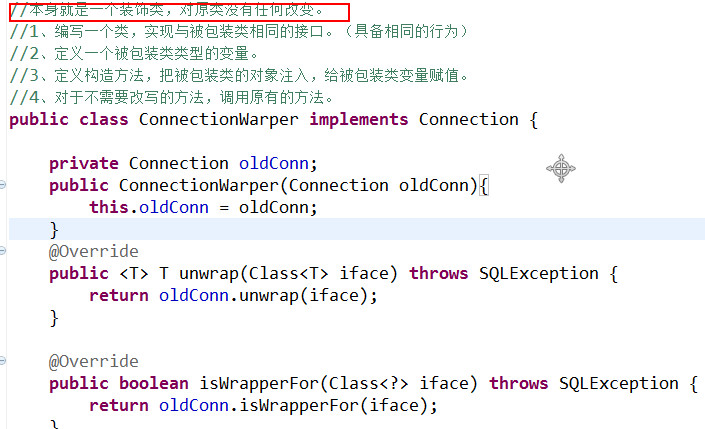 //本身就是一个装饰类，对原类没有任何改变。
//1、编写一个类，实现与被包装类相同的接口。（具备相同的行为）
//2、定义一个被包装类类型的变量。
//3、定义构造方法，把被包装类的对象注入，给被包装类变量赋值。
//4、对于不需要改写的方法，调用原有的方法。
public class ConnectionWarper implements Connection {
private Connection oldConn;
public ConnectionWarper(Connection oldConn){
this.oldConn = oldConn;
}
@Override
public <T> T unwrap(Class<T> iface) throws SQLException {
return oldConn.unwrap(iface);
}
@Override
public boolean isWrapperFor(Class<?> iface) throws SQLException {
return oldConn.isWrapperFor(iface);
}